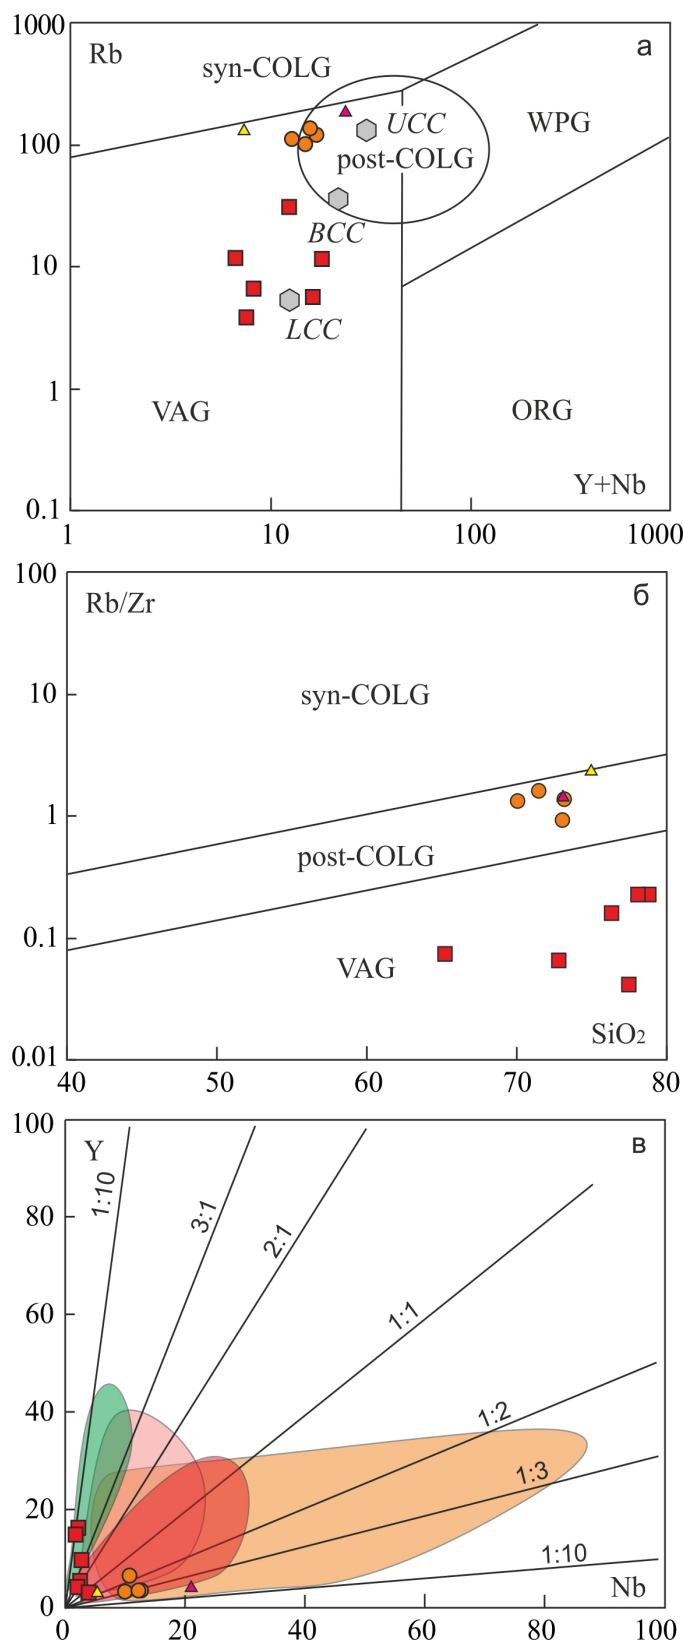 1000
Rb
a
syn-COLG
WPG
UCC
100
post-COLG
BCC
10
LCC
1
VAG
ORG
Y+Nb
0.1
1 10 100 1000
100
Rb/Zr
б
syn-COLG
10
1
post-COLG
0.1
VAG
SiO2
0.01
40 50 60 70 80
100
Y
в
1:10
3:1
2:1
80
60
1:1
40
1:2
1:3
20
1:10
Nb
0
0 20 40 60 80 100